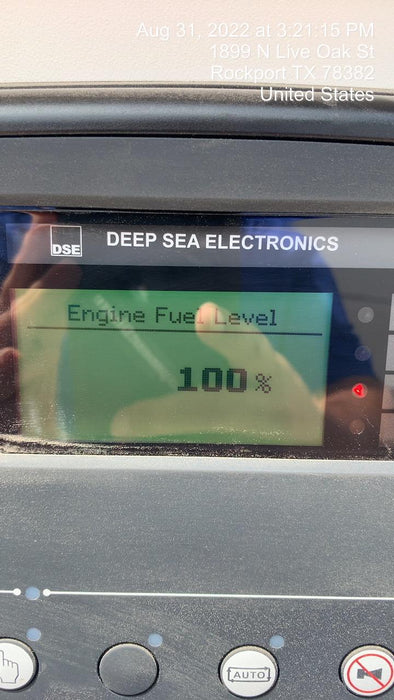 Aug 31, 2022 at 3:21:15 PM
1899 N Live Oak St
Rockport TX 78382
United States
DSE
DEEP SEA ELECTRONICS
Engine Fuel Level
100 %
AUTO